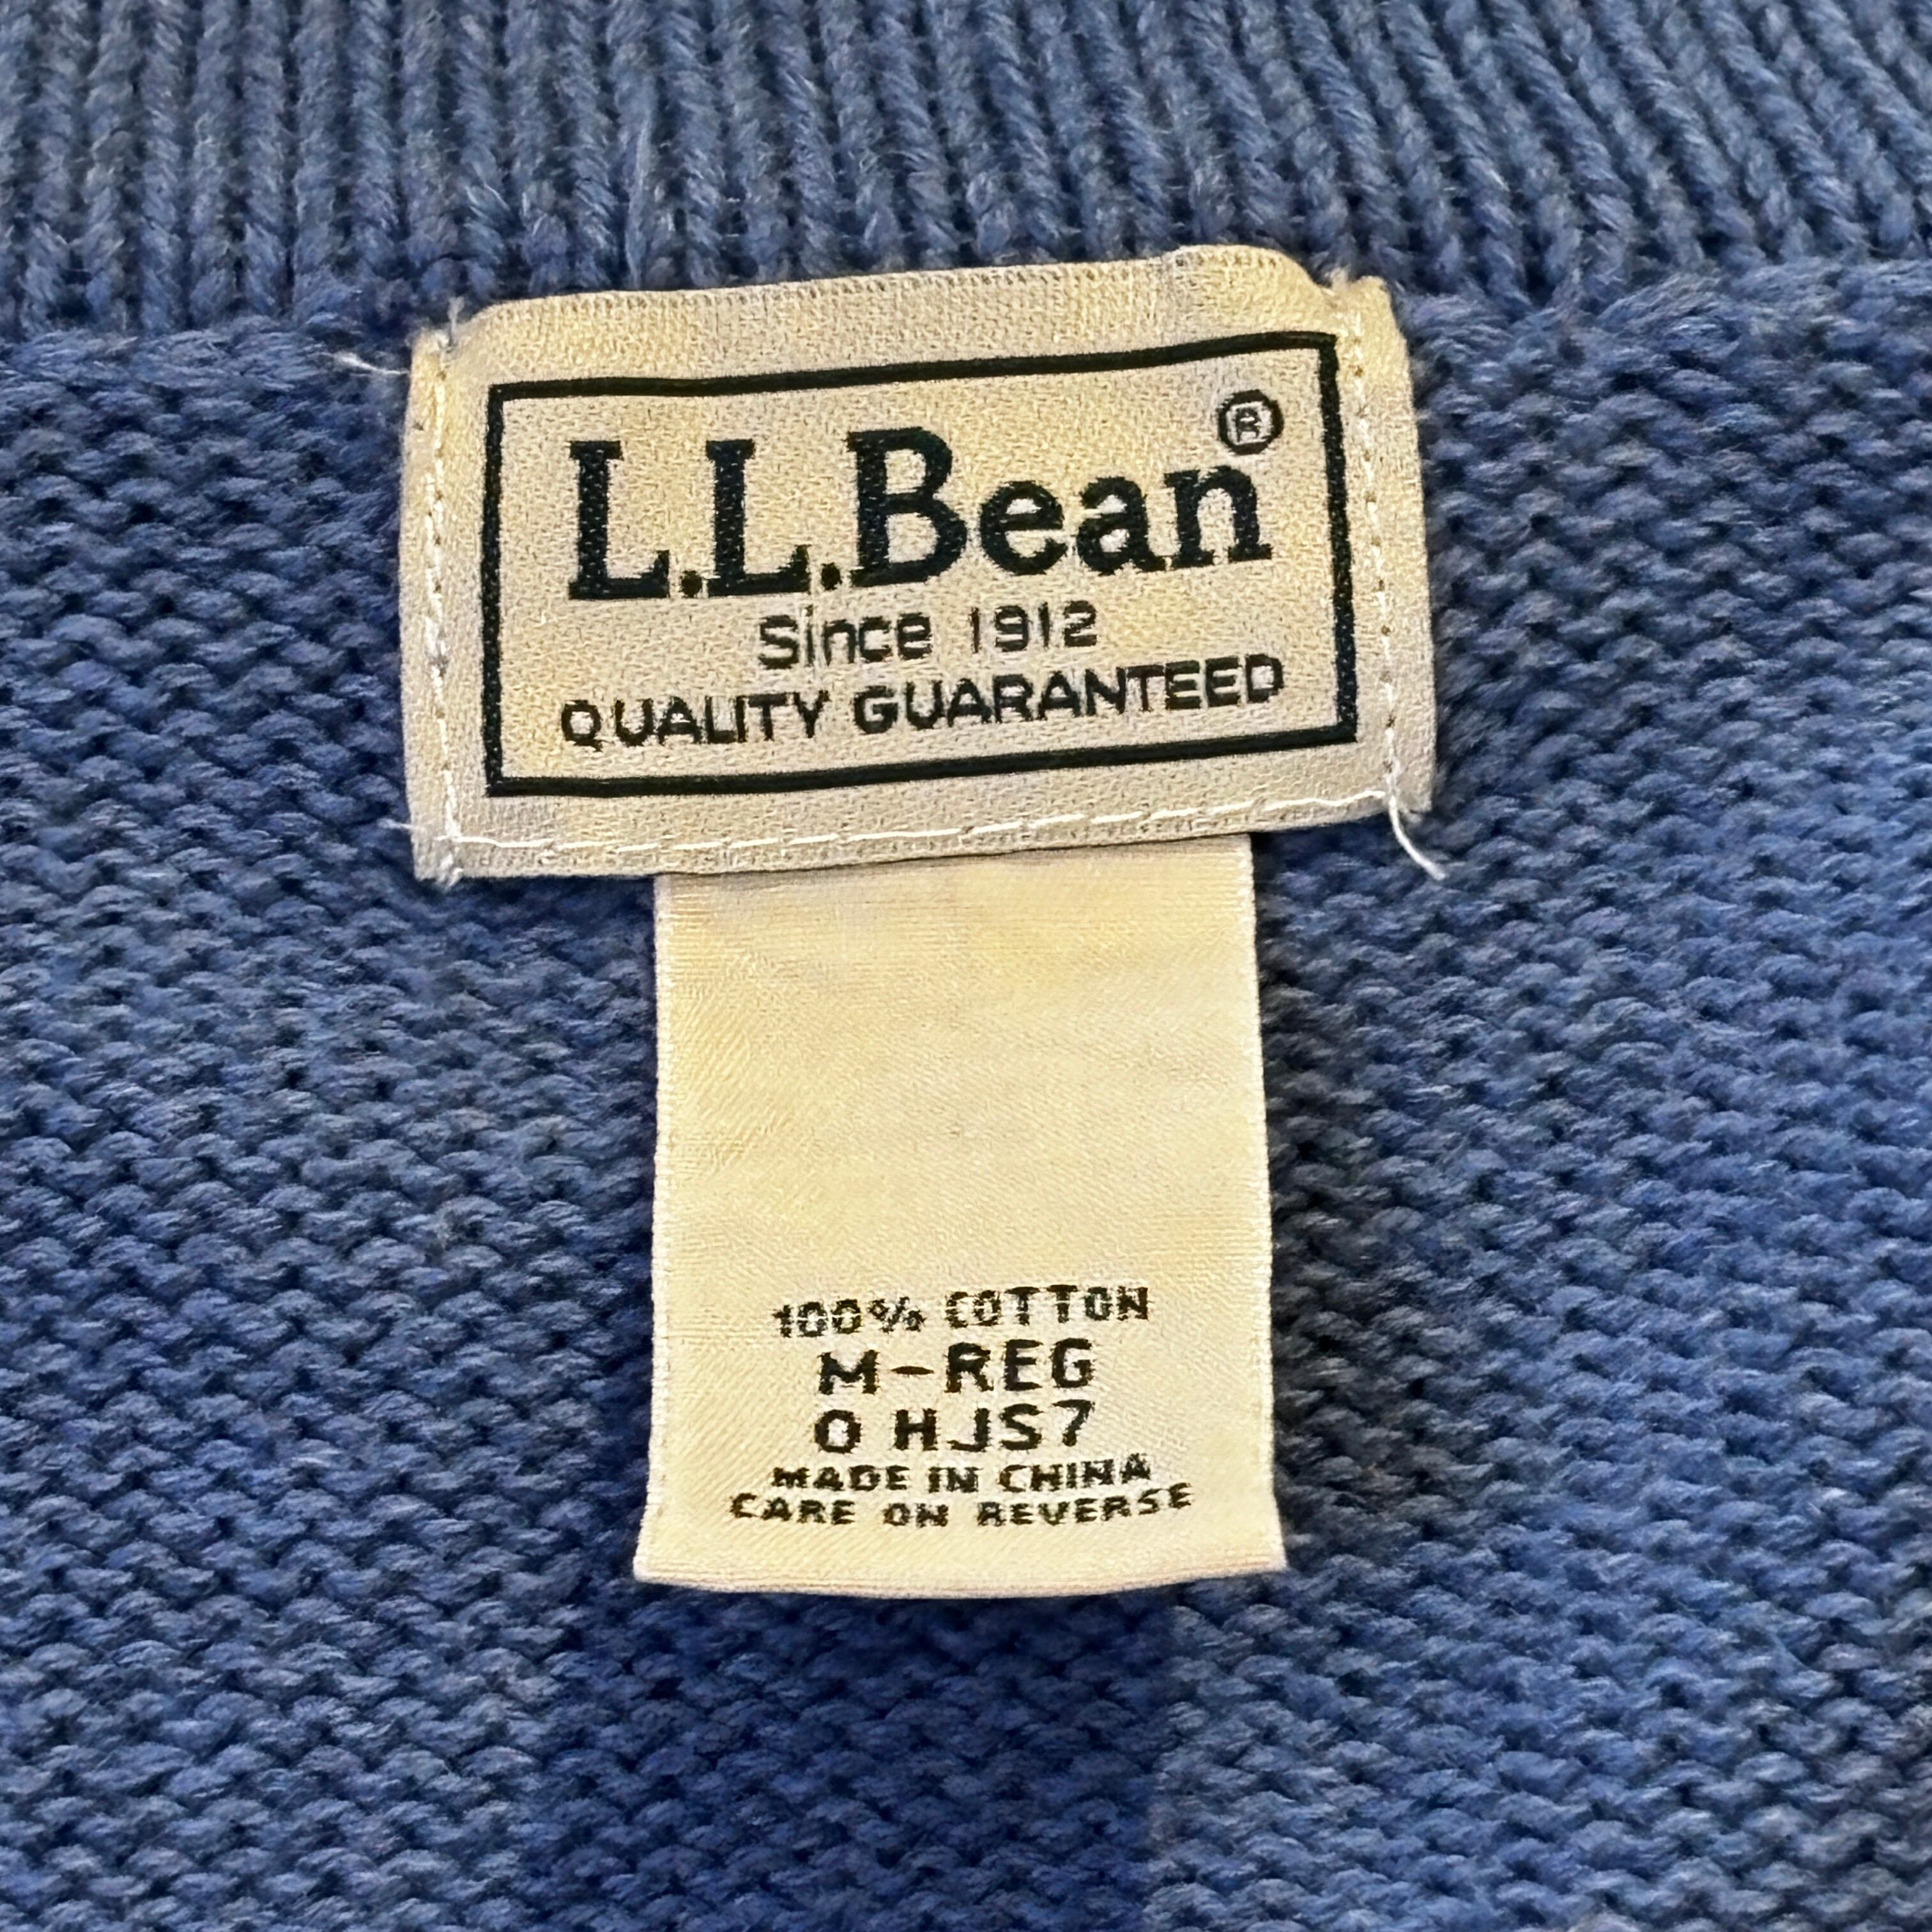 L.L.Bean®
Since 1912
QUALITY GUARANTEED
100% COTTON
M-REG
0 HJS7
MADE IN CHINA
CARE ON REVERSE